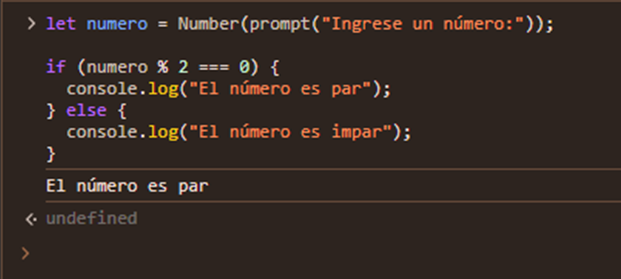 > let numero = Number(prompt("Ingrese un número:"));
if (numero % 2 === 0) {
  console.log("El número es par");
} else {
  console.log("El número es impar");
}
El número es par
<· undefined
>